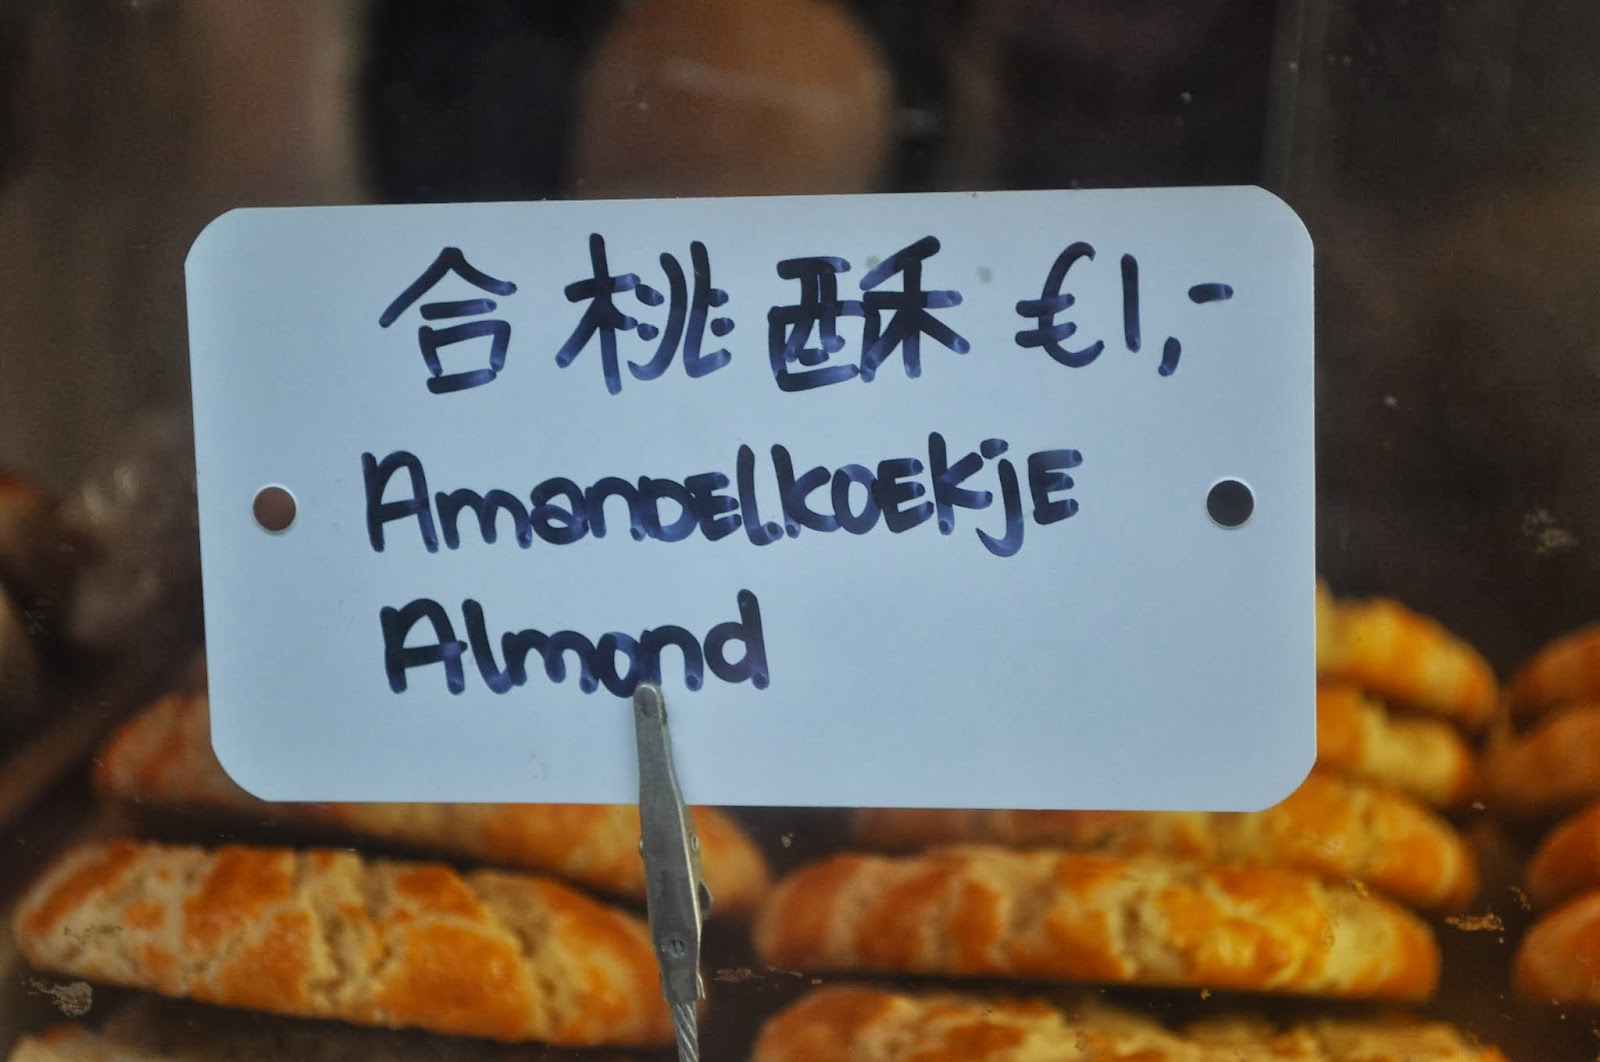 合桃酥 €1,-
Amandelkoekje
Almond